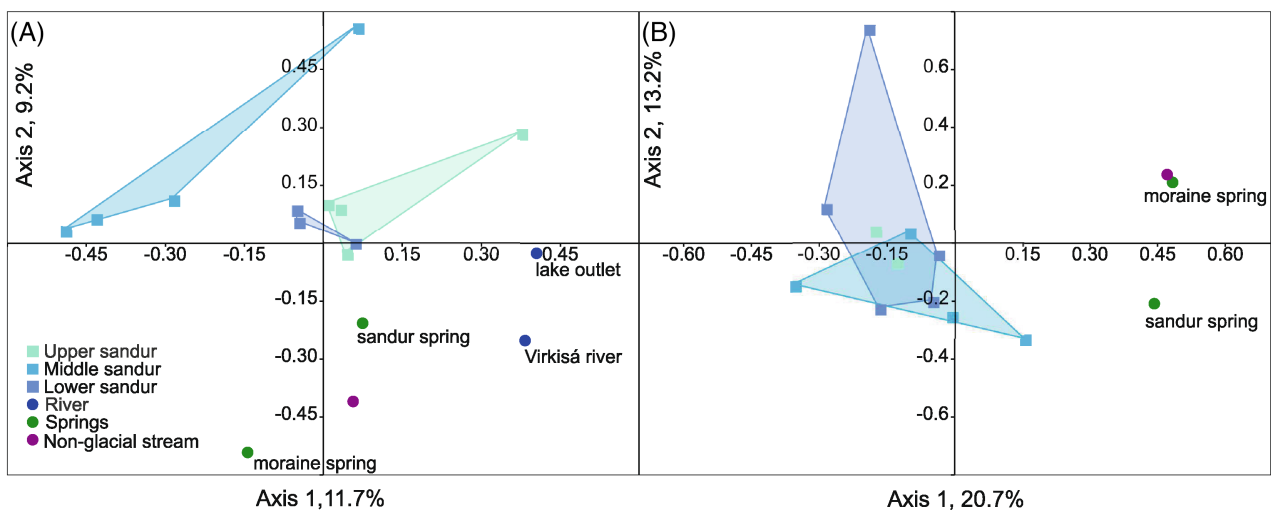 (A)
Axis 2, 9.2%
0.45
0.30
0.15
-0.45 -0.30 -0.15 0.15 0.30 0.45
lake outlet
-0.15
sandur spring
-0.30
Virkisá river
-0.45
moraine spring
Upper sandur
Middle sandur
Lower sandur
River
Springs
Non-glacial stream
Axis 1,11.7%
(B)
Axis 2, 13.2%
0.6
0.4
0.2
moraine spring
-0.60 -0.45 -0.30 -0.15 0.15 0.30 0.45 0.60
-0.2
sandur spring
-0.4
-0.6
Axis 1, 20.7%